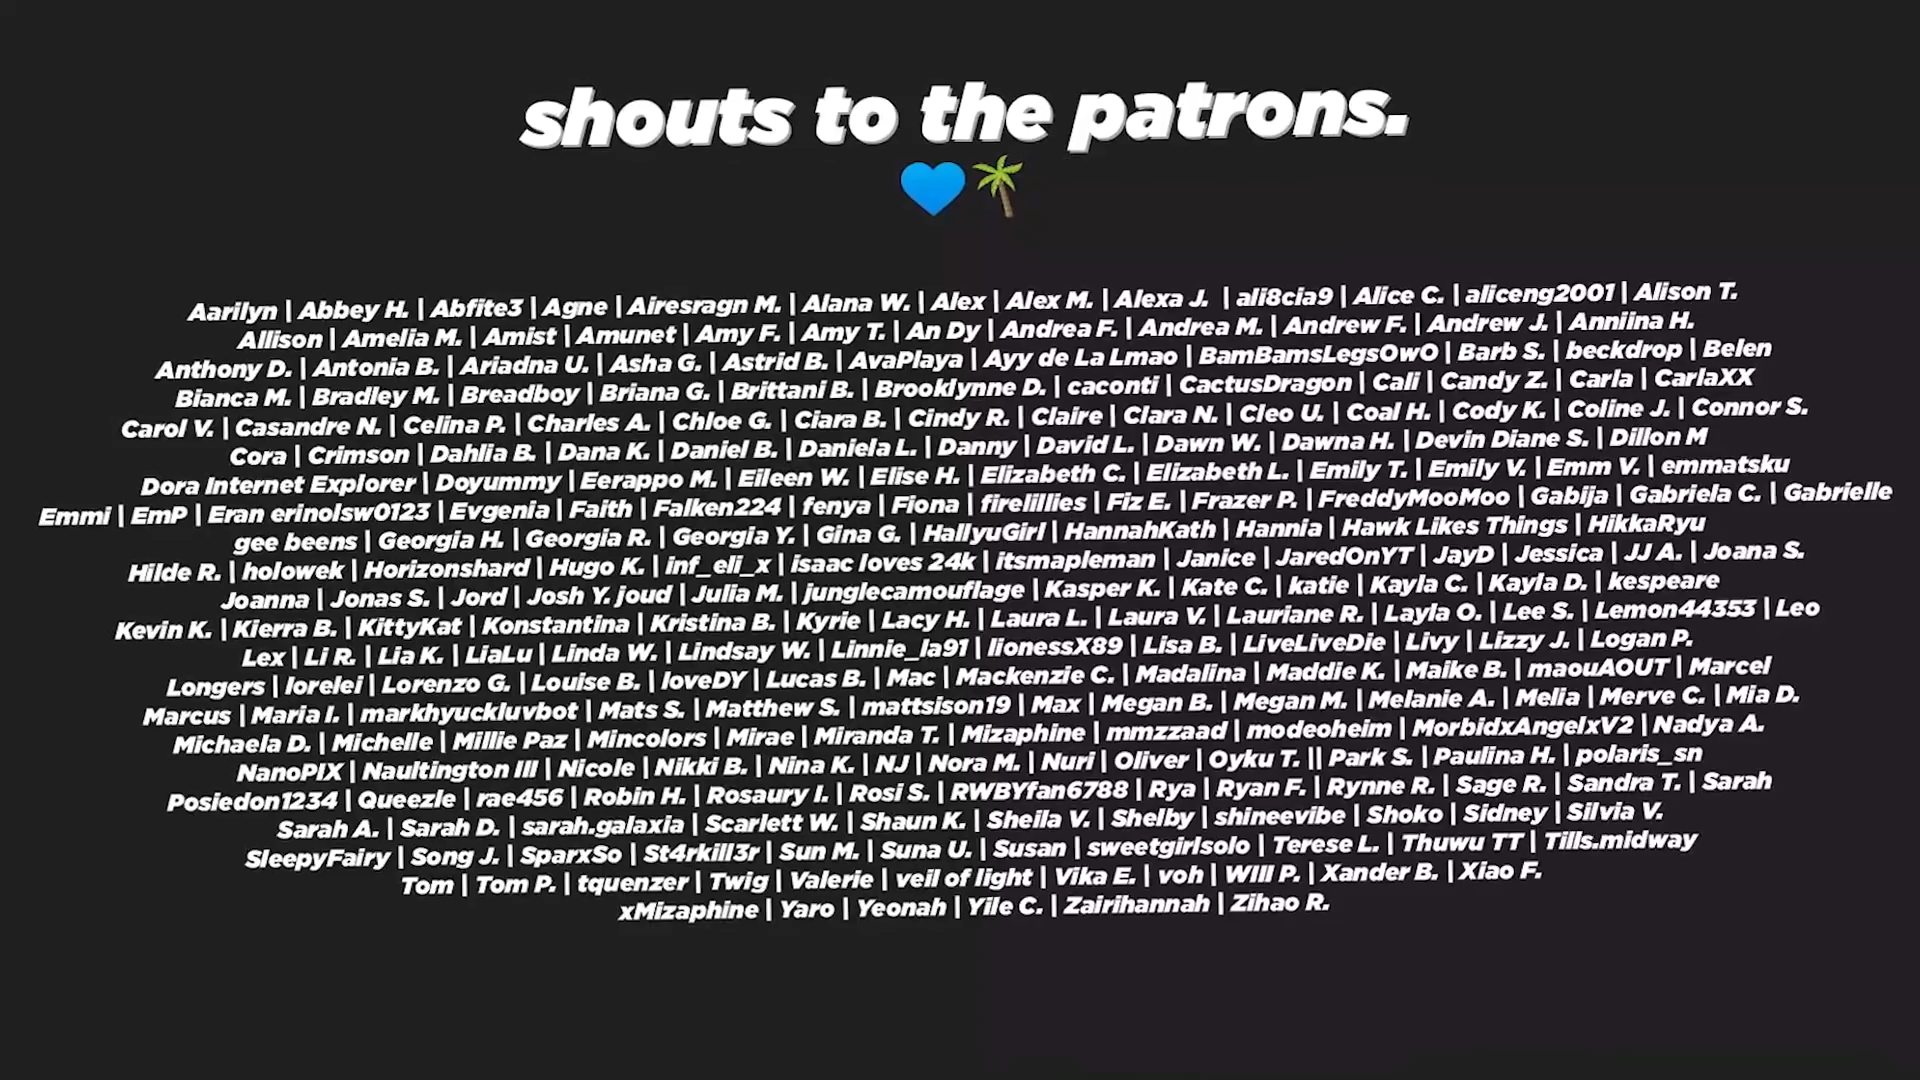 shouts to the patrons.
💙🌴
Aarilyn | Abbey H. | Abfite3 | Agne | Airesragn M. | Alana W. | Alex | Alex M. | Alexa J. | ali8cia9 | Alice C. | aliceng2001 | Alison T.
Allison | Amelia M. | Amist | Amunet | Amy F. | Amy T. | An Dy | Andrea F. | Andrea M. | Andrew F. | Andrew J. | Anniina H.
Anthony D. | Antonia B. | Ariadna U. | Asha G. | Astrid B. | AvaPlaya | Ayy de La Lmao | BamBamsLegsOwO | Barb S. | beckdrop | Belen
Bianca M. | Bradley M. | Breadboy | Briana G. | Brittani B. | Brooklynne D. | caconti | CactusDragon | Cali | Candy Z. | Carla | CarlaXX
Carol V. | Casandre N. | Celina P. | Charles A. | Chloe G. | Ciara B. | Cindy R. | Claire | Clara N. | Cleo U. | Coal H. | Cody K. | Coline J. | Connor S.
Cora | Crimson | Dahlia B. | Dana K. | Daniel B. | Daniela L. | Danny | David L. | Dawn W. | Dawna H. | Devin Diane S. | Dillon M
Dora Internet Explorer | Doyummy | Eerappo M. | Eileen W. | Elise H. | Elizabeth C. | Elizabeth L. | Emily T. | Emily V. | Emm V. | emmatsku
Emmi | EmP | Eran erinolsw0123 | Evgenia | Faith | Falken224 | fenya | Fiona | firelillies | Fiz E. | Frazer P. | FreddyMooMoo | Gabija | Gabriela C. | Gabrielle
gee beens | Georgia H. | Georgia R. | Georgia Y. | Gina G. | HallyuGirl | HannahKath | Hannia | Hawk Likes Things | HikkaRyu
Hilde R. | holowek | Horizonshard | Hugo K. | inf_eli_x | isaac loves 24k | itsmapleman | Janice | JaredOnYT | JayD | Jessica | JJ A. | Joana S.
Joanna | Jonas S. | Jord | Josh Y. joud | Julia M. | junglecamouflage | Kasper K. | Kate C. | katie | Kayla C. | Kayla D. | kespeare
Kevin K. | Kierra B. | KittyKat | Konstantina | Kristina B. | Kyrie | Lacy H. | Laura L. | Laura V. | Lauriane R. | Layla O. | Lee S. | Lemon44353 | Leo
Lex | Li R. | Lia K. | LiaLu | Linda W. | Lindsay W. | Linnie_la91 | lionessX89 | Lisa B. | LiveLiveDie | Livy | Lizzy J. | Logan P.
Longers | lorelei | Lorenzo G. | Louise B. | loveDY | Lucas B. | Mac | Mackenzie C. | Madalina | Maddie K. | Maike B. | maouAOUT | Marcel
Marcus | Maria I. | markhyuckluvbot | Mats S. | Matthew S. | mattsison19 | Max | Megan B. | Megan M. | Melanie A. | Melia | Merve C. | Mia D.
Michaela D. | Michelle | Millie Paz | Mincolors | Mirae | Miranda T. | Mizaphine | mmzzaad | modeoheim | MorbidxAngelxV2 | Nadya A.
NanoPIX | Naultington III | Nicole | Nikki B. | Nina K. | NJ | Nora M. | Nuri | Oliver | Oyku T. || Park S. | Paulina H. | polaris_sn
Posiedon1234 | Queezle | rae456 | Robin H. | Rosaury I. | Rosi S. | RWBYfan6788 | Rya | Ryan F. | Rynne R. | Sage R. | Sandra T. | Sarah
Sarah A. | Sarah D. | sarah.galaxia | Scarlett W. | Shaun K. | Sheila V. | Shelby | shineevibe | Shoko | Sidney | Silvia V.
SleepyFairy | Song J. | SparxSo | St4rkill3r | Sun M. | Suna U. | Susan | sweetgirlsolo | Terese L. | Thuwu TT | Tills.midway
Tom | Tom P. | tquenzer | Twig | Valerie | veil of light | Vika E. | voh | WIll P. | Xander B. | Xiao F.
xMizaphine | Yaro | Yeonah | Yile C. | Zairihannah | Zihao R.